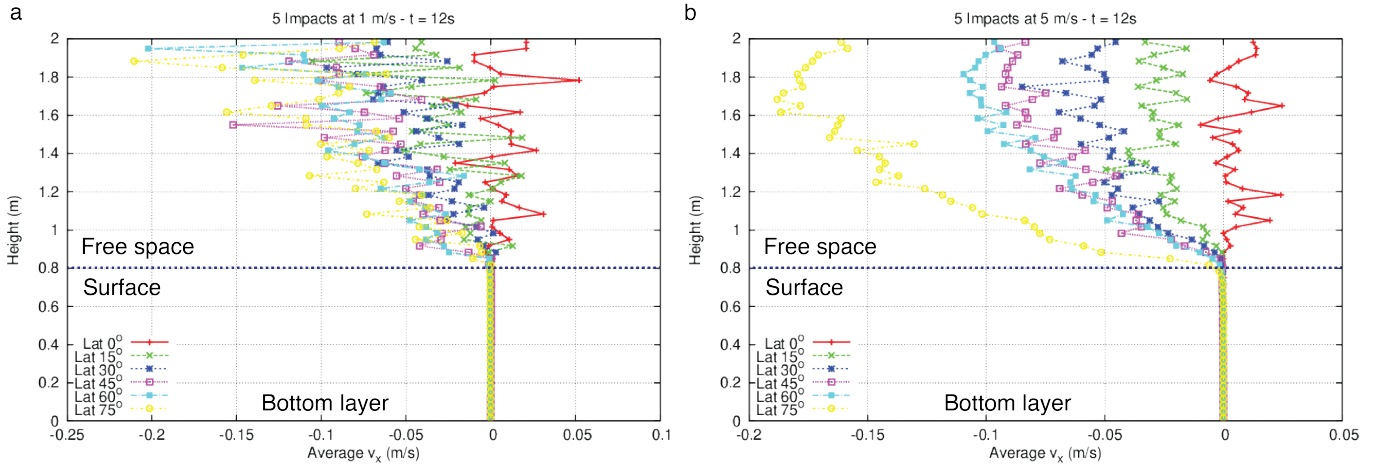 a
5 Impacts at 1 m/s - t = 12s
2
1.8
1.6
1.4
1.2
1
0.8
0.6
0.4
0.2
0
Height (m)
Free space
Surface
Lat 0°
Lat 15°
Lat 30°
Lat 45°
Lat 60°
Lat 75°
Bottom layer
-0.25 -0.2 -0.15 -0.1 -0.05 0 0.05 0.1
Average vₓ (m/s)
b
5 Impacts at 5 m/s - t = 12s
2
1.8
1.6
1.4
1.2
1
0.8
0.6
0.4
0.2
0
Height (m)
Free space
Surface
Lat 0°
Lat 15°
Lat 30°
Lat 45°
Lat 60°
Lat 75°
Bottom layer
-0.2 -0.15 -0.1 -0.05 0 0.05
Average vₓ (m/s)